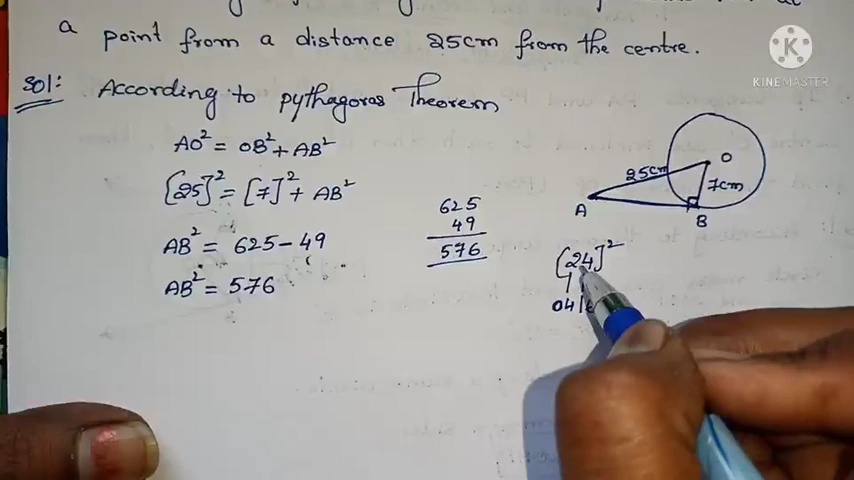 a point from a distance 25cm from the centre.
KINEMASTER
Sol:
According to pythagoras Theorem
AO² = OB² + AB²
[25]² = [7]² + AB²
AB² = 625 - 49
AB² = 576
625
49
576
[24]²
04
25cm
O
7cm
A
B